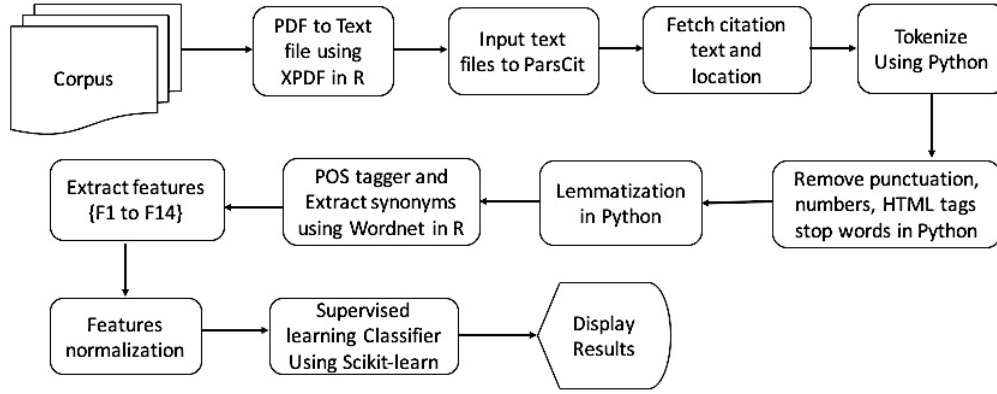 Corpus
PDF to Text
file using
XPDF in R
Input text
files to ParsCit
Fetch citation
text and
location
Tokenize
Using Python
Remove punctuation,
numbers, HTML tags
stop words in Python
Lemmatization
in Python
POS tagger and
Extract synonyms
using Wordnet in R
Extract features
{F1 to F14}
Features
normalization
Supervised
learning Classifier
Using Scikit-learn
Display
Results